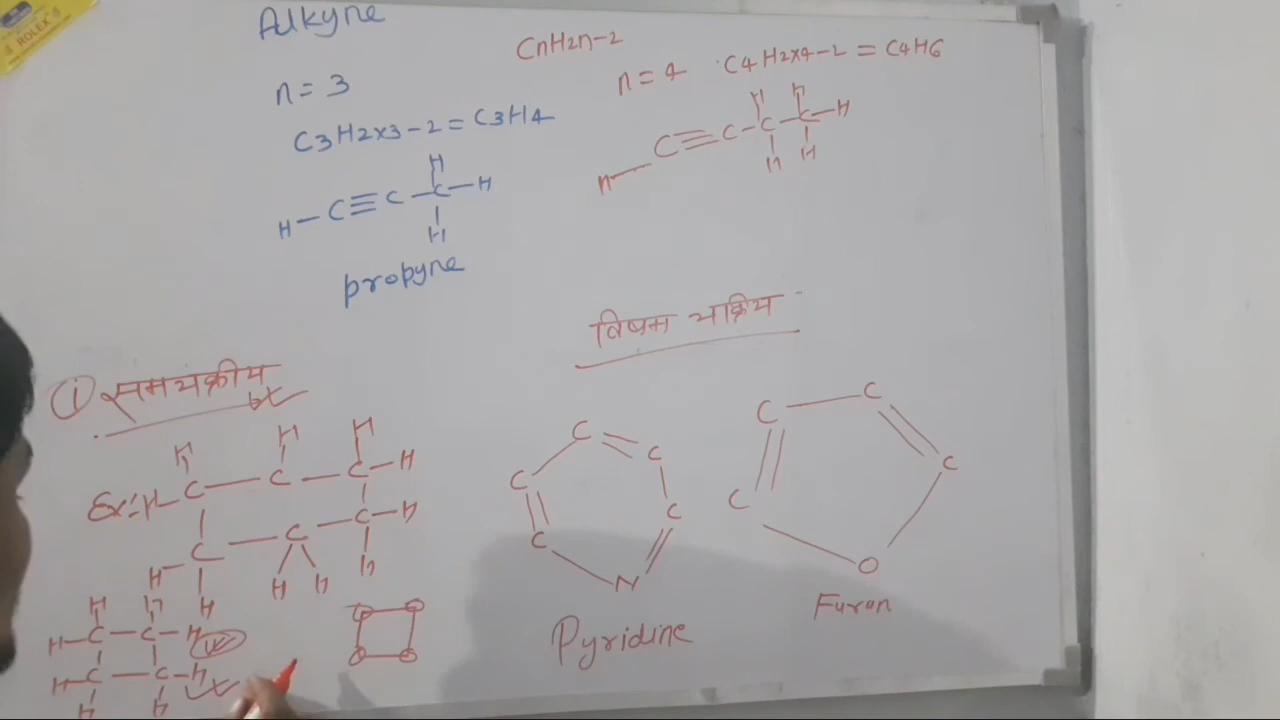 ROLEX
Alkyne
CnH2n-2
n = 3
n = 4 C4H2x4-2 = C4H6
C3H2x3-2 = C3H4
H H
H-C≡C-C-C-H
H H
H
H-C≡C-C-H
H
propyne
विषम चक्रिय
① समचक्रीय
H H H
Ex:- H-C-C-C-H
C-C-C-H
H H H H H
C C
C C
C C
C C
C
N
O
Pyridine
Furan
H H
H-C-C-H
H-C-C-H
H H